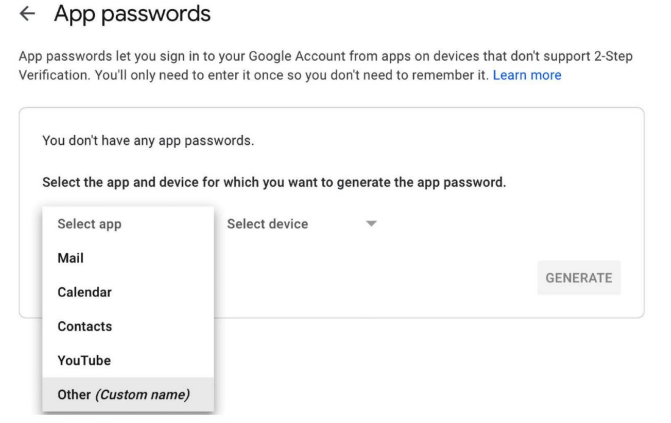 App passwords
App passwords let you sign in to your Google Account from apps on devices that don't support 2-Step
Verification. You'll only need to enter it once so you don't need to remember it. Learn more
You don't have any app passwords.
Select the app and device for which you want to generate the app password.
Select app
Select device
Mail
Calendar
Contacts
YouTube
Other (Custom name)
GENERATE